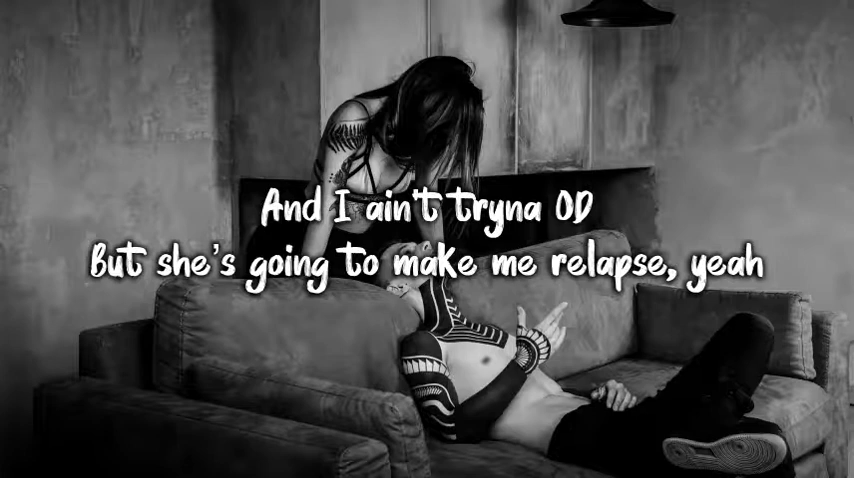 And I ain't tryna OD
But she's going to make me relapse, yeah